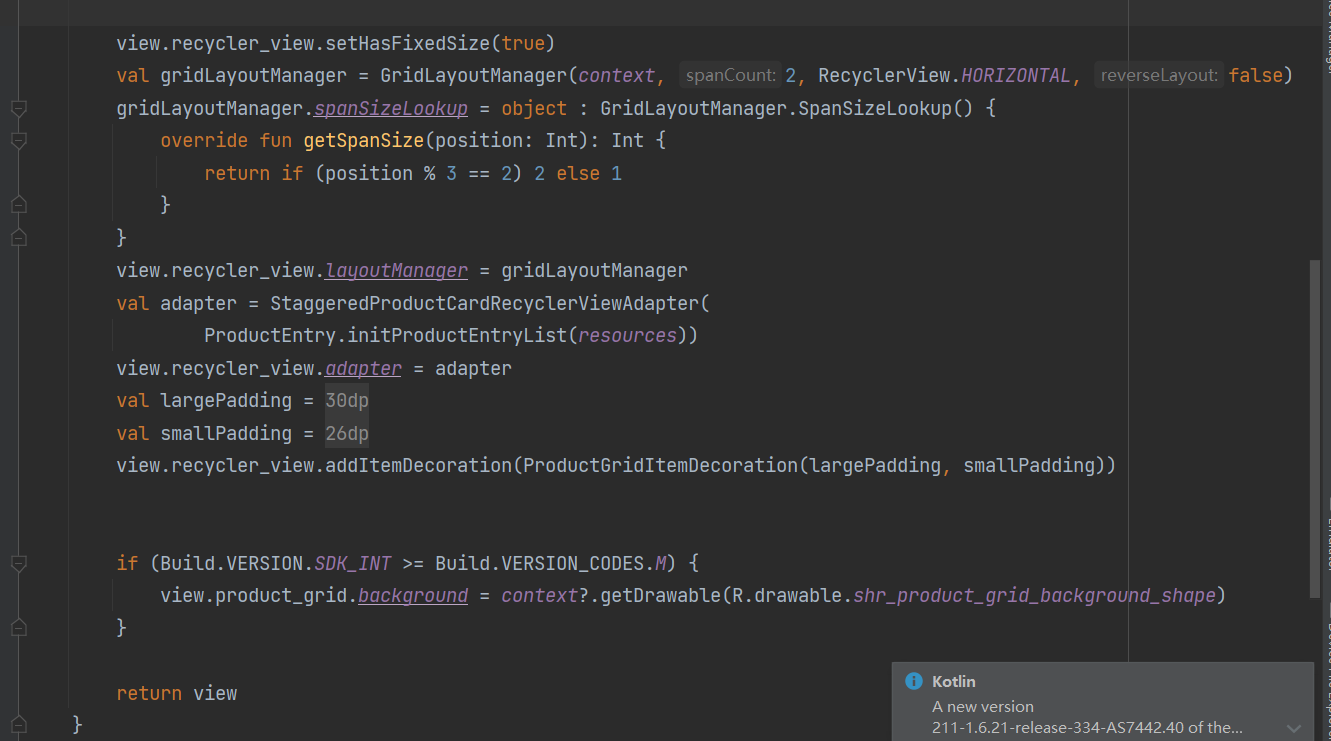 view.recycler_view.setHasFixedSize(true)
val gridLayoutManager = GridLayoutManager(context, spanCount: 2, RecyclerView.HORIZONTAL, reverseLayout: false)
gridLayoutManager.spanSizeLookup = object : GridLayoutManager.SpanSizeLookup() {
override fun getSpanSize(position: Int): Int {
return if (position % 3 == 2) 2 else 1
}
}
view.recycler_view.layoutManager = gridLayoutManager
val adapter = StaggeredProductCardRecyclerViewAdapter(
ProductEntry.initProductEntryList(resources))
view.recycler_view.adapter = adapter
val largePadding = 30dp
val smallPadding = 26dp
view.recycler_view.addItemDecoration(ProductGridItemDecoration(largePadding, smallPadding))
if (Build.VERSION.SDK_INT >= Build.VERSION_CODES.M) {
view.product_grid.background = context?.getDrawable(R.drawable.shr_product_grid_background_shape)
}
return view
}
Kotlin
A new version
211-1.6.21-release-334-AS7442.40 of the...